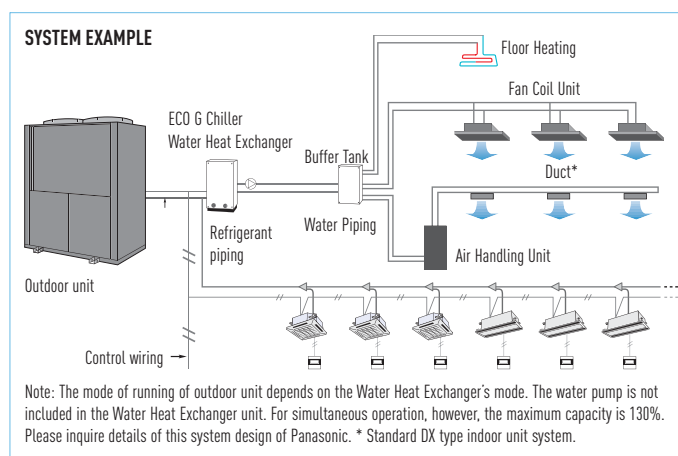 SYSTEM EXAMPLE
Floor Heating
Fan Coil Unit
ECO G Chiller
Water Heat Exchanger
Buffer Tank
Duct*
Water Piping
Refrigerant
piping
Air Handling Unit
Outdoor unit
Control wiring
Note: The mode of running of outdoor unit depends on the Water Heat Exchanger's mode. The water pump is not
included in the Water Heat Exchanger unit. For simultaneous operation, however, the maximum capacity is 130%.
Please inquire details of this system design of Panasonic. * Standard DX type indoor unit system.